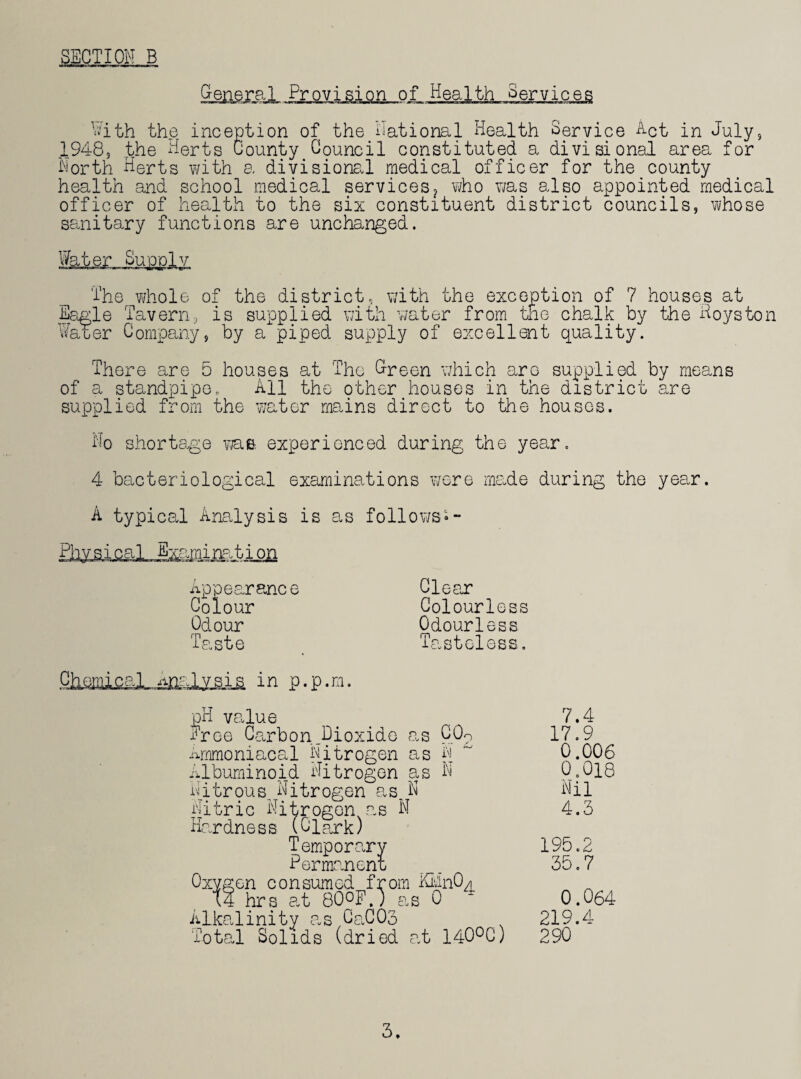 SECTION B
General Provision of Health Services
With the inception of the National Health Service Act in July,
1948, the Herts County Council constituted a divisional area for
North Herts with a divisional medical officer for the county
health and school medical services, who was also appointed medical
officer of health to the six constituent district councils, whose
sanitary functions are unchanged.
Water Supply
The whole of the district, with the exception of 7 houses at
Eagle Tavern, is supplied with water from the chalk by the Royston
Water Company, by a piped supply of excellent quality.
There are 5 houses at The Green which are supplied by means
of a standpipe. All the other houses in the district are
supplied from the water mains direct to the houses.
No shortage was experienced during the year.
4 bacteriological examinations were made during the year.
A typical Analysis is as follows:-
Physical Examination
Appearance Clear
Colour Colourless
Odour Odourless
Taste Tasteless.
Chemical Analysis in p.p.m.
pH value 7.4
Free Carbon Dioxide as CO2 17.9
Ammoniacal Nitrogen as N 0.006
Albuminoid Nitrogen as N 0.018
Nitrous Nitrogen as N Nil
Nitric Nitrogen as N 4.3
Hardness (Clark)
Temporary 195.2
Permanent 35.7
Oxygen consumed from KMnO4
(4 hrs at 80°F.) as O 0.064
Alkalinity as CaCO3 219.4
Total Solids (dried at 140°C) 290
3.